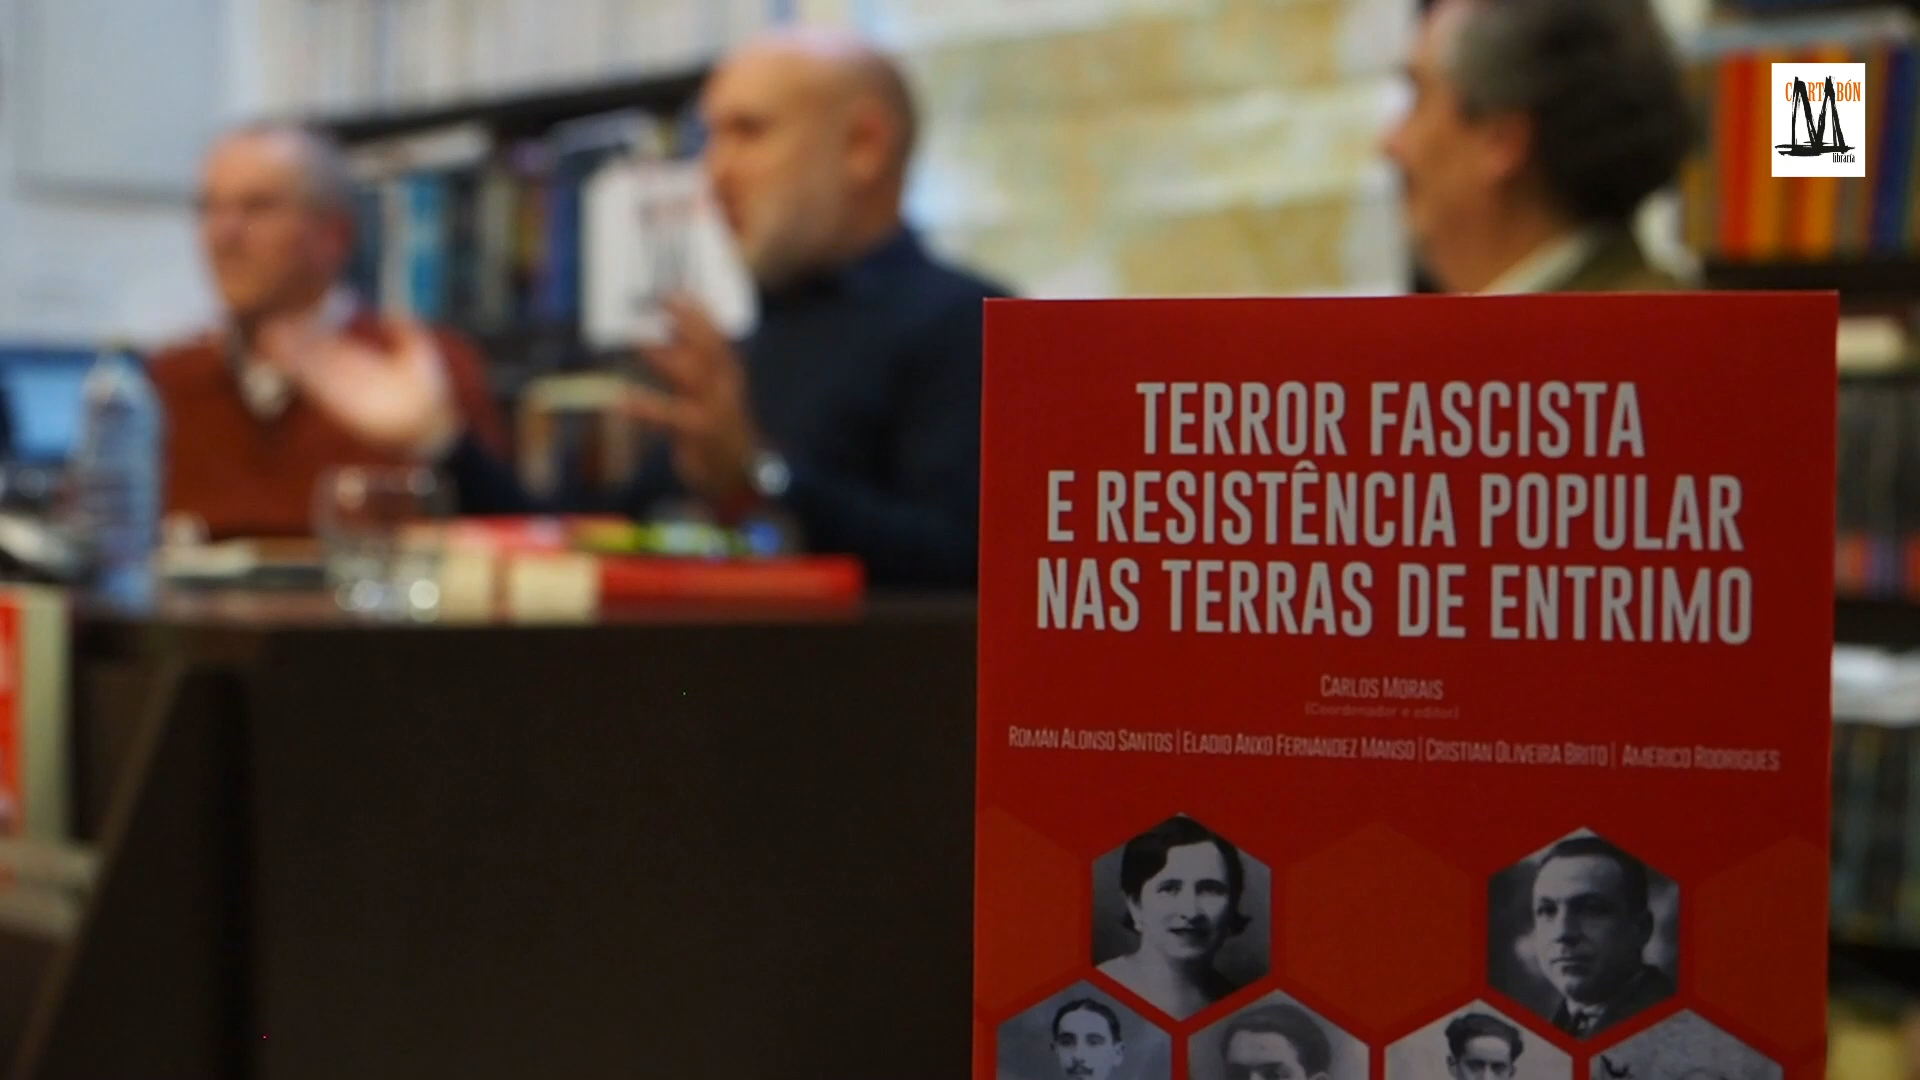 CARTABÓN
libraría
TERROR FASCISTA
E RESISTÊNCIA POPULAR
NAS TERRAS DE ENTRIMO
CARLOS MORAIS
(Coordenador e editor)
ROMÁN ALONSO SANTOS | ELADIO ANXO FERNÁNDEZ MANSO | CRISTIAN OLIVEIRA BRITO | AMÉRICO RODRIGUES